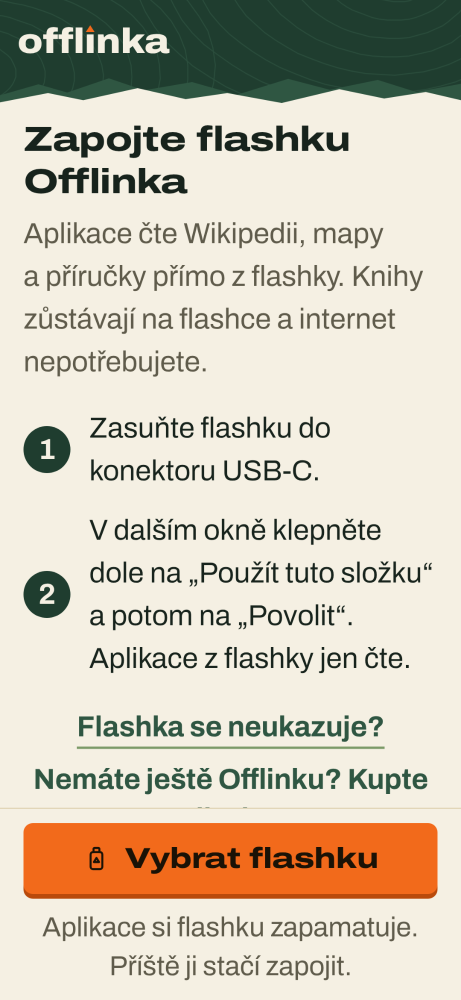 offlinka
Zapojte flashku
Offlinka
Aplikace čte Wikipedii, mapy
a příručky přímo z flashky. Knihy
zůstávají na flashce a internet
nepotřebujete.
1
Zasuňte flashku do
konektoru USB-C.
2
V dalším okně klepněte
dole na „Použít tuto složku“
a potom na „Povolit“.
Aplikace z flashky jen čte.
Flashka se neukazuje?
Nemáte ještě Offlinku? Kupte
Vybrat flashku
Aplikace si flashku zapamatuje.
Příště ji stačí zapojit.